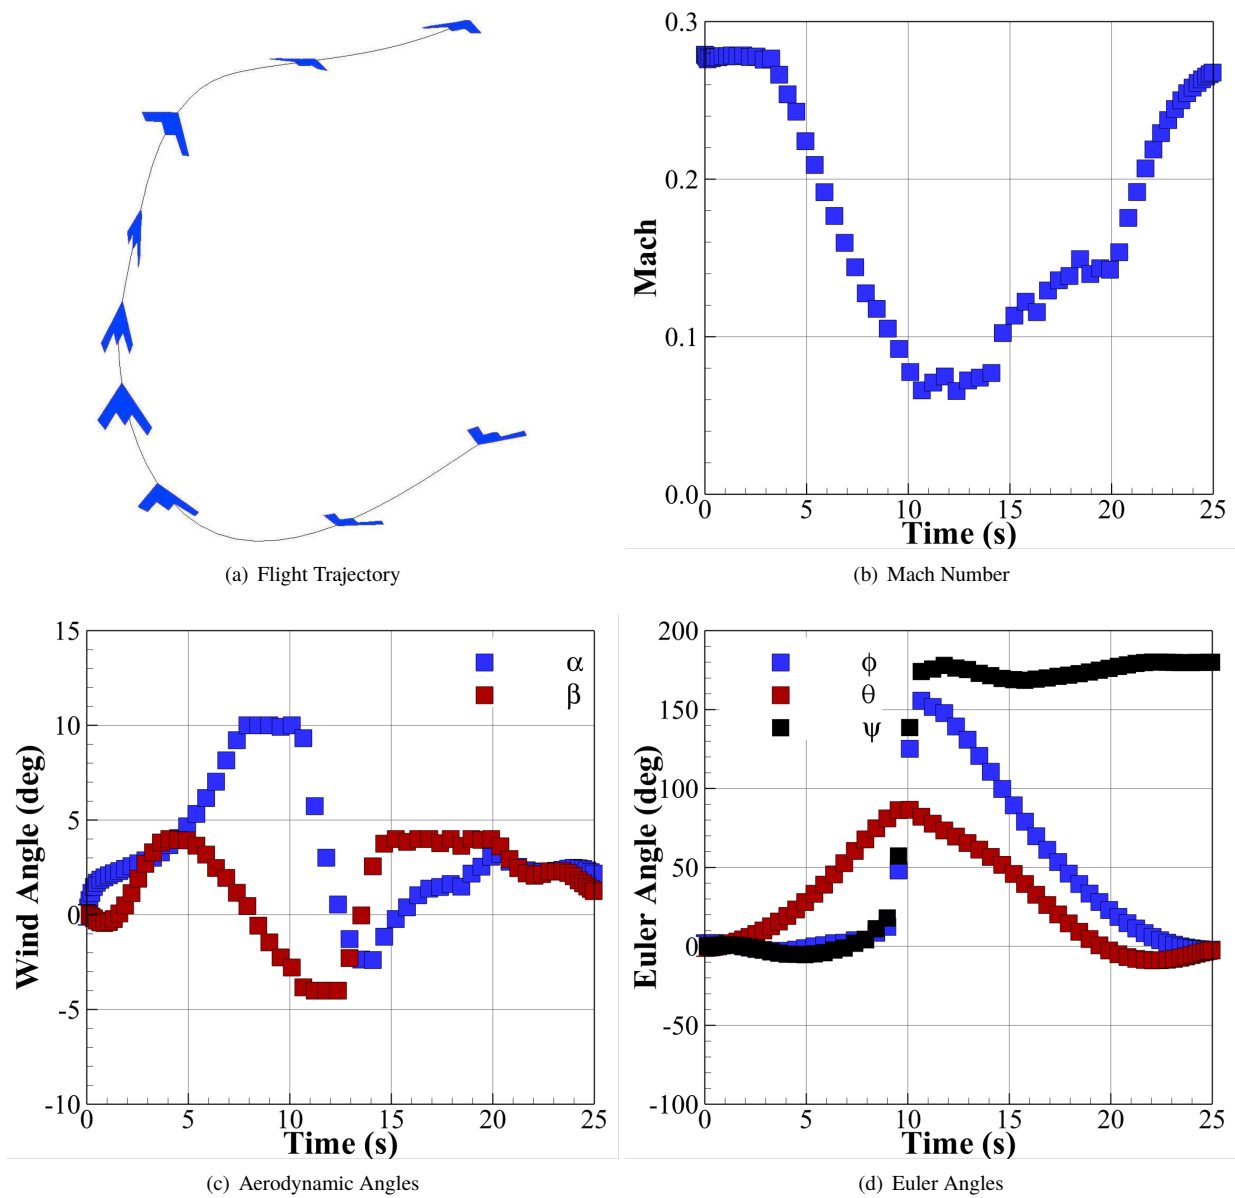 (a) Flight Trajectory
0.3
0.2
0.1
0.0
Mach
0 5 10 15 20 25
Time (s)
(b) Mach Number
15
10
5
0
-5
-10
Wind Angle (deg)
α
β
0 5 10 15 20 25
Time (s)
(c) Aerodynamic Angles
200
150
100
50
0
-50
-100
Euler Angle (deg)
ϕ
θ
ψ
0 5 10 15 20 25
Time (s)
(d) Euler Angles